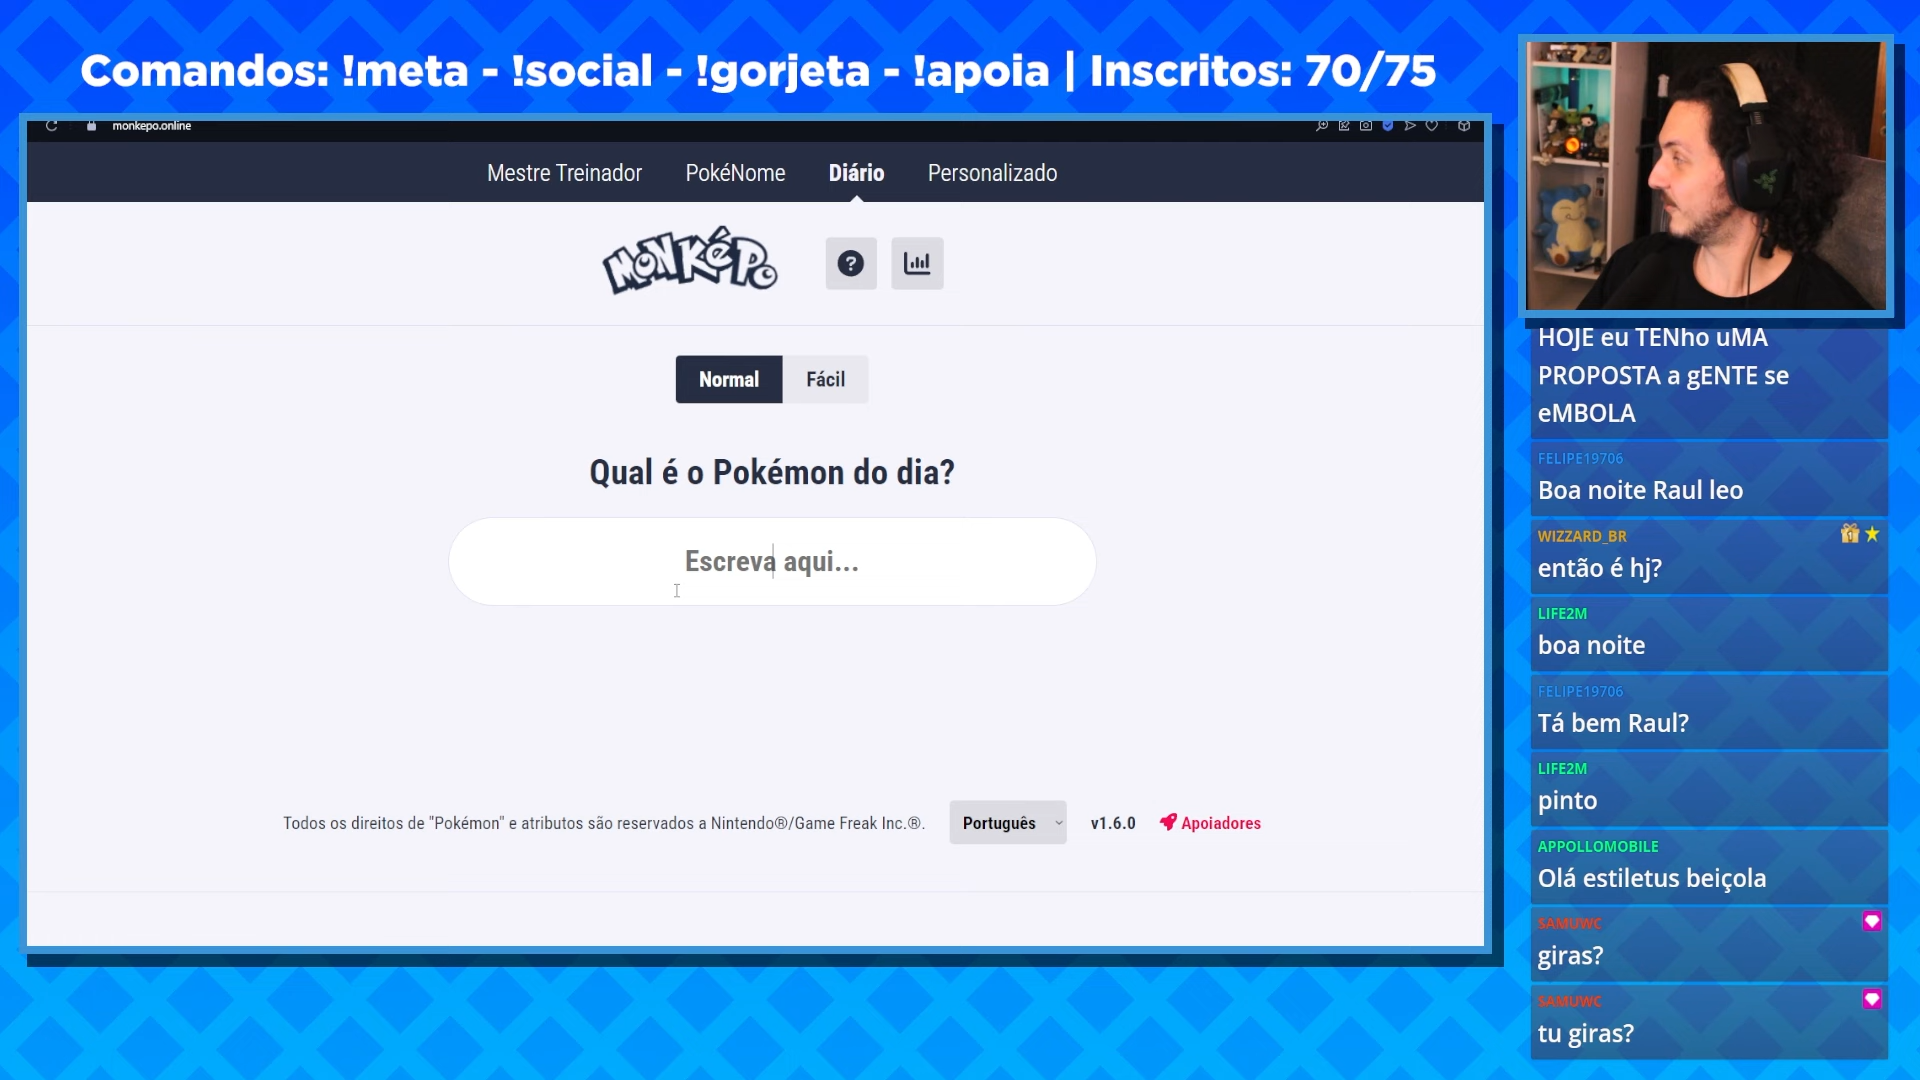 Comandos: !meta - !social - !gorjeta - !apoia | Inscritos: 70/75
monkepo.online
Mestre Treinador PokéNome Diário Personalizado
MONKéPO
?
Normal Fácil
Qual é o Pokémon do dia?
Escreva aqui...
Todos os direitos de "Pokémon" e atributos são reservados a Nintendo®/Game Freak Inc.®. Português v1.6.0 Apoiadores
HOJE eu TENho uMA
PROPOSTA a gENTE se
eMBOLA
FELIPE19706
Boa noite Raul leo
WIZZARD_BR
então é hj?
LIFE2M
boa noite
FELIPE19706
Tá bem Raul?
LIFE2M
pinto
APPOLLOMOBILE
Olá estiletus beiçola
SAMUWC
giras?
SAMUWC
tu giras?